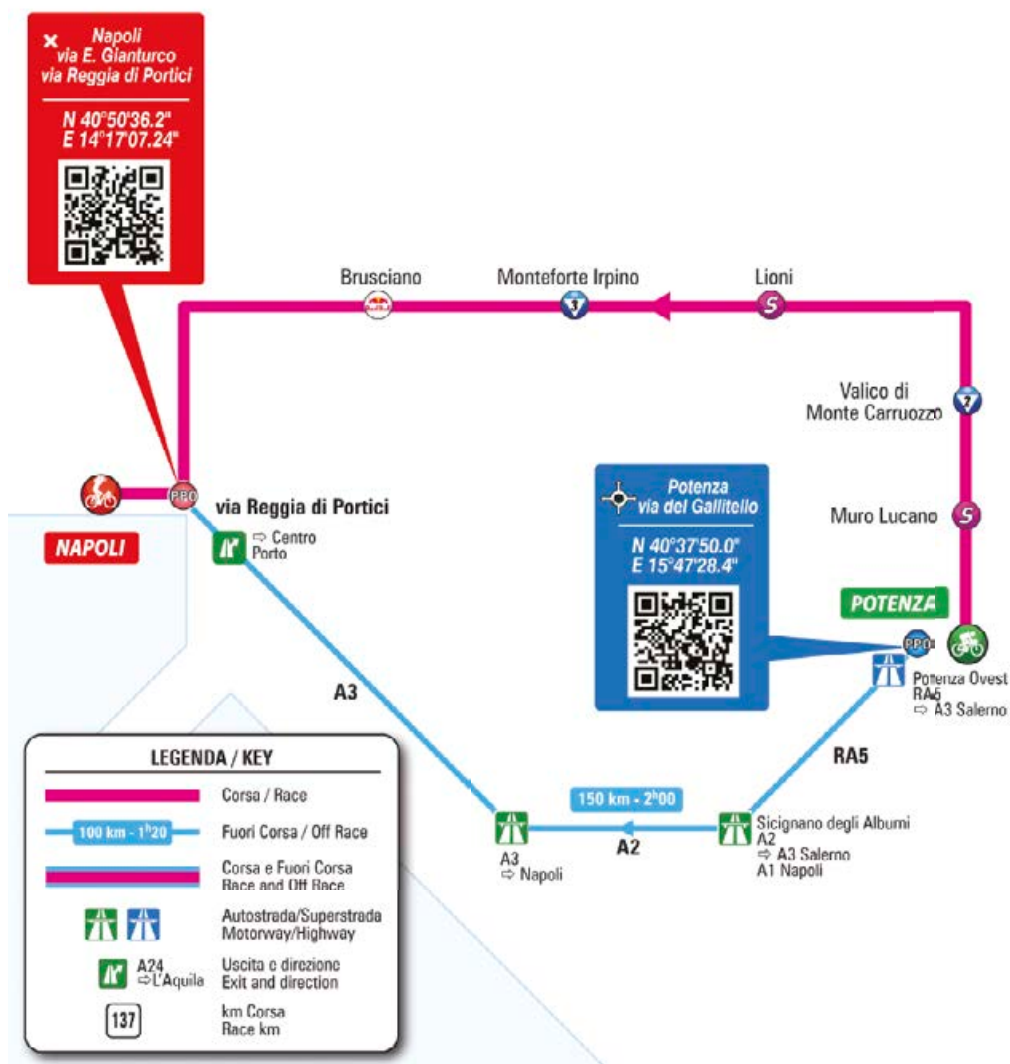 Napoli
via E. Gianturco
via Reggia di Portici
N 40°50'36.2"
E 14°17'07.24"
Brusciano
Monteforte Irpino
Lioni
3
S
Valico di
Monte Carruozzo
2
Muro Lucano
S
PPO
via Reggia di Portici
NAPOLI
⇨ Centro
Porto
Potenza
via del Gallitello
N 40°37'50.0"
E 15°47'28.4"
POTENZA
PPO
Potenza Ovest
RA5
⇨ A3 Salerno
A3
RA5
150 km - 2h00
A2
A3
⇨ Napoli
Sicignano degli Albumi
A2
⇨ A3 Salerno
A1 Napoli
LEGENDA / KEY
Corsa / Race
100 km - 1h20
Fuori Corsa / Off Race
Corsa e Fuori Corsa
Race and Off Race
Autostrada/Superstrada
Motorway/Highway
A24
⇨L'Aquila
Uscita e direzione
Exit and direction
137
km Corsa
Race km